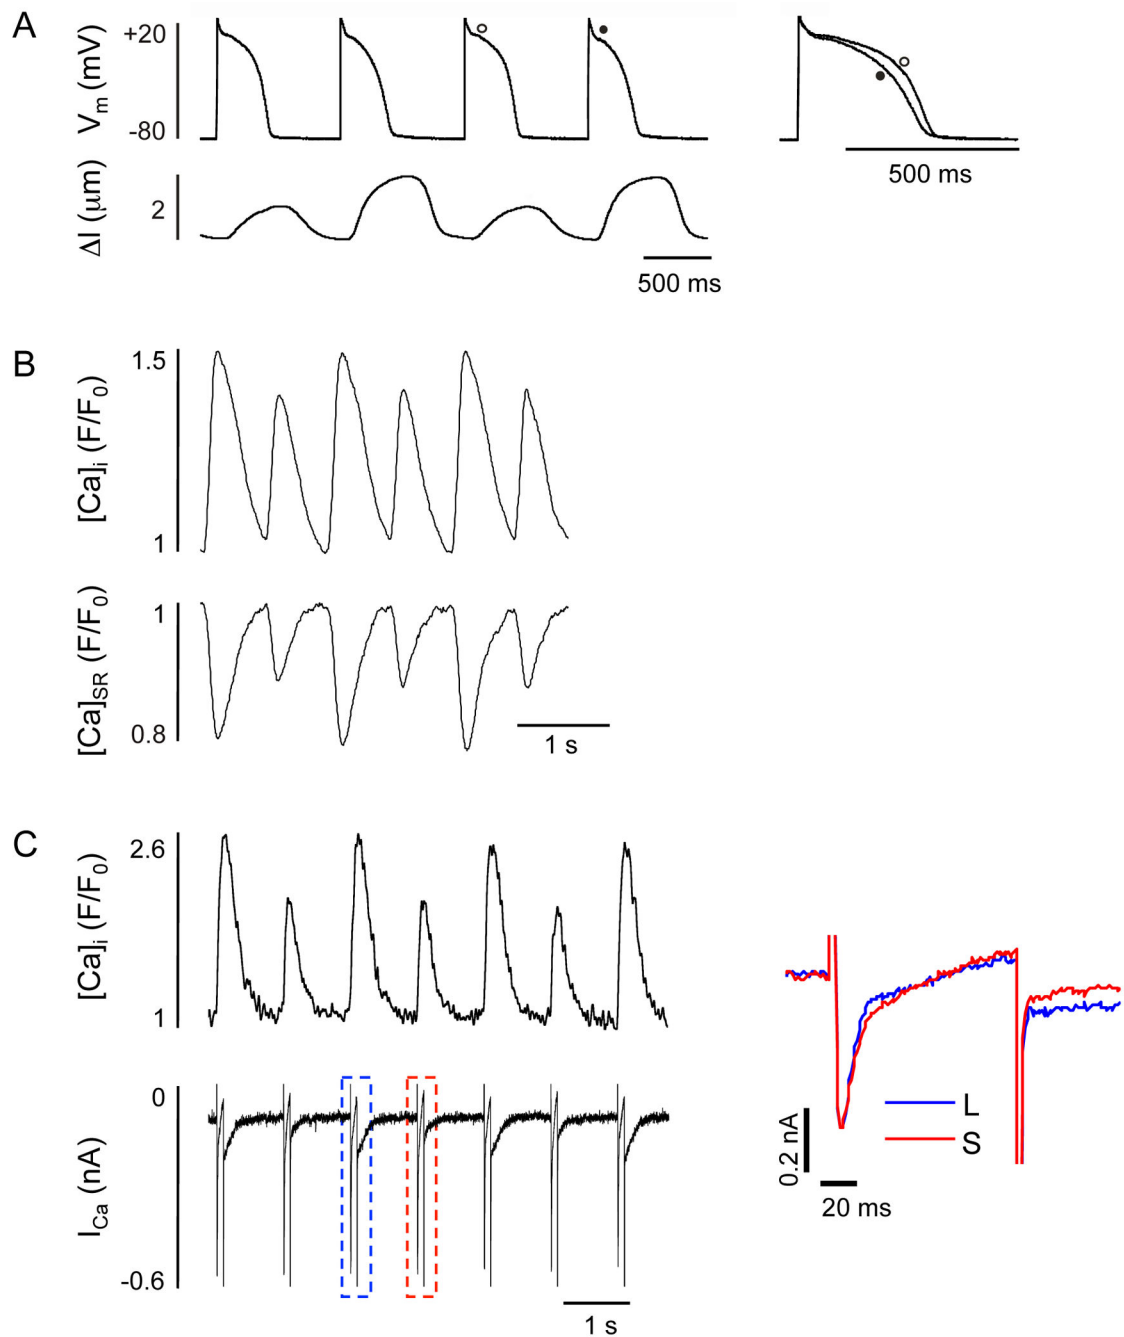 A
V_m (mV)
+20
-80
500 ms
Δl (μm)
2
500 ms
B
[Ca]_i (F/F_0)
1.5
1
[Ca]_SR (F/F_0)
1
0.8
1 s
C
[Ca]_i (F/F_0)
2.6
1
I_Ca (nA)
0
-0.6
1 s
0.2 nA
20 ms
L
S